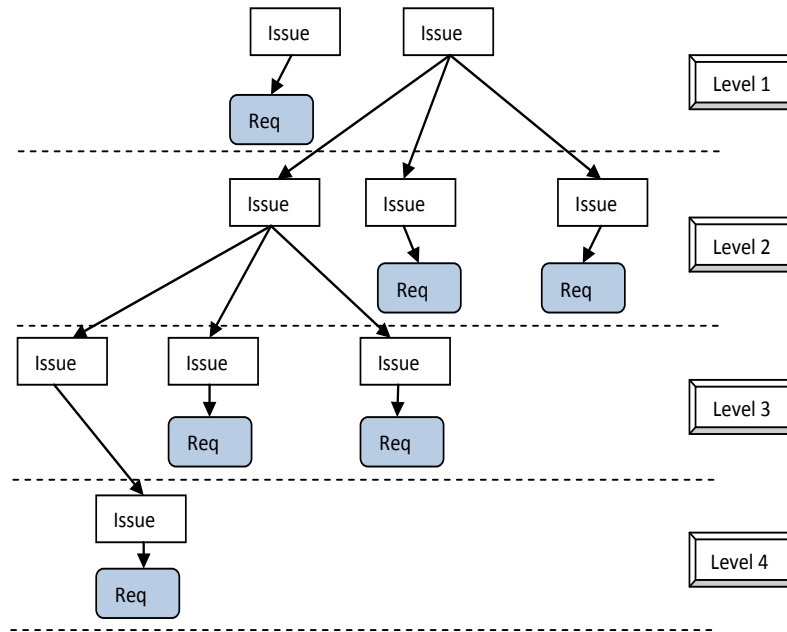 Issue
Issue
Level 1
Req
Issue
Issue
Issue
Level 2
Req
Req
Issue
Issue
Issue
Level 3
Req
Req
Issue
Level 4
Req